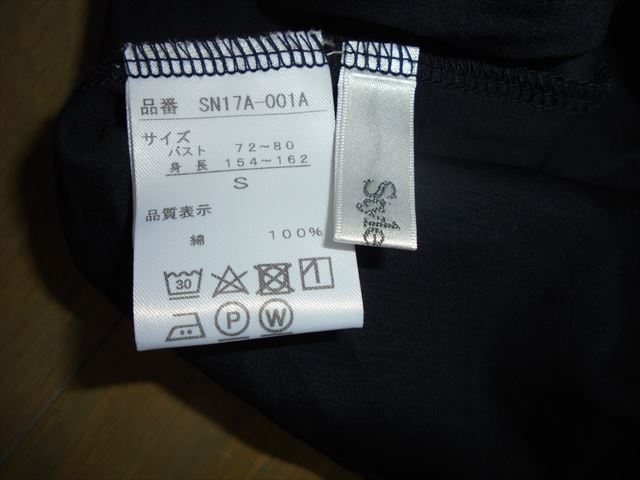 品番 SN17A-001A
サイズ
バスト 72~80
身長 154~162
S
品質表示
綿 100%
30
P W